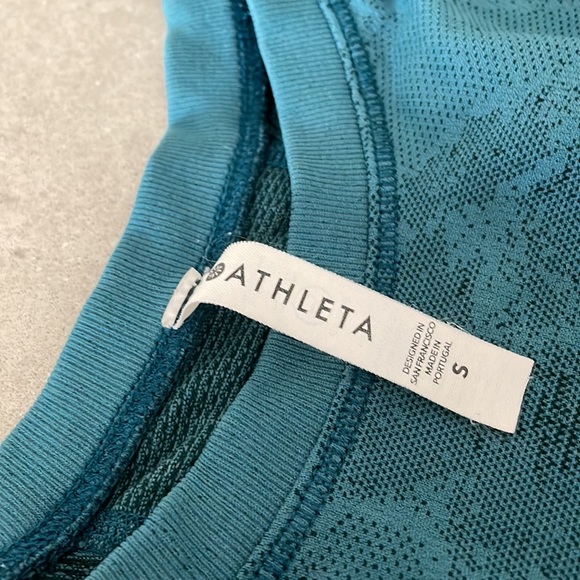 ATHLETA
DESIGNED IN
SAN FRANCISCO
MADE IN
PORTUGAL
S